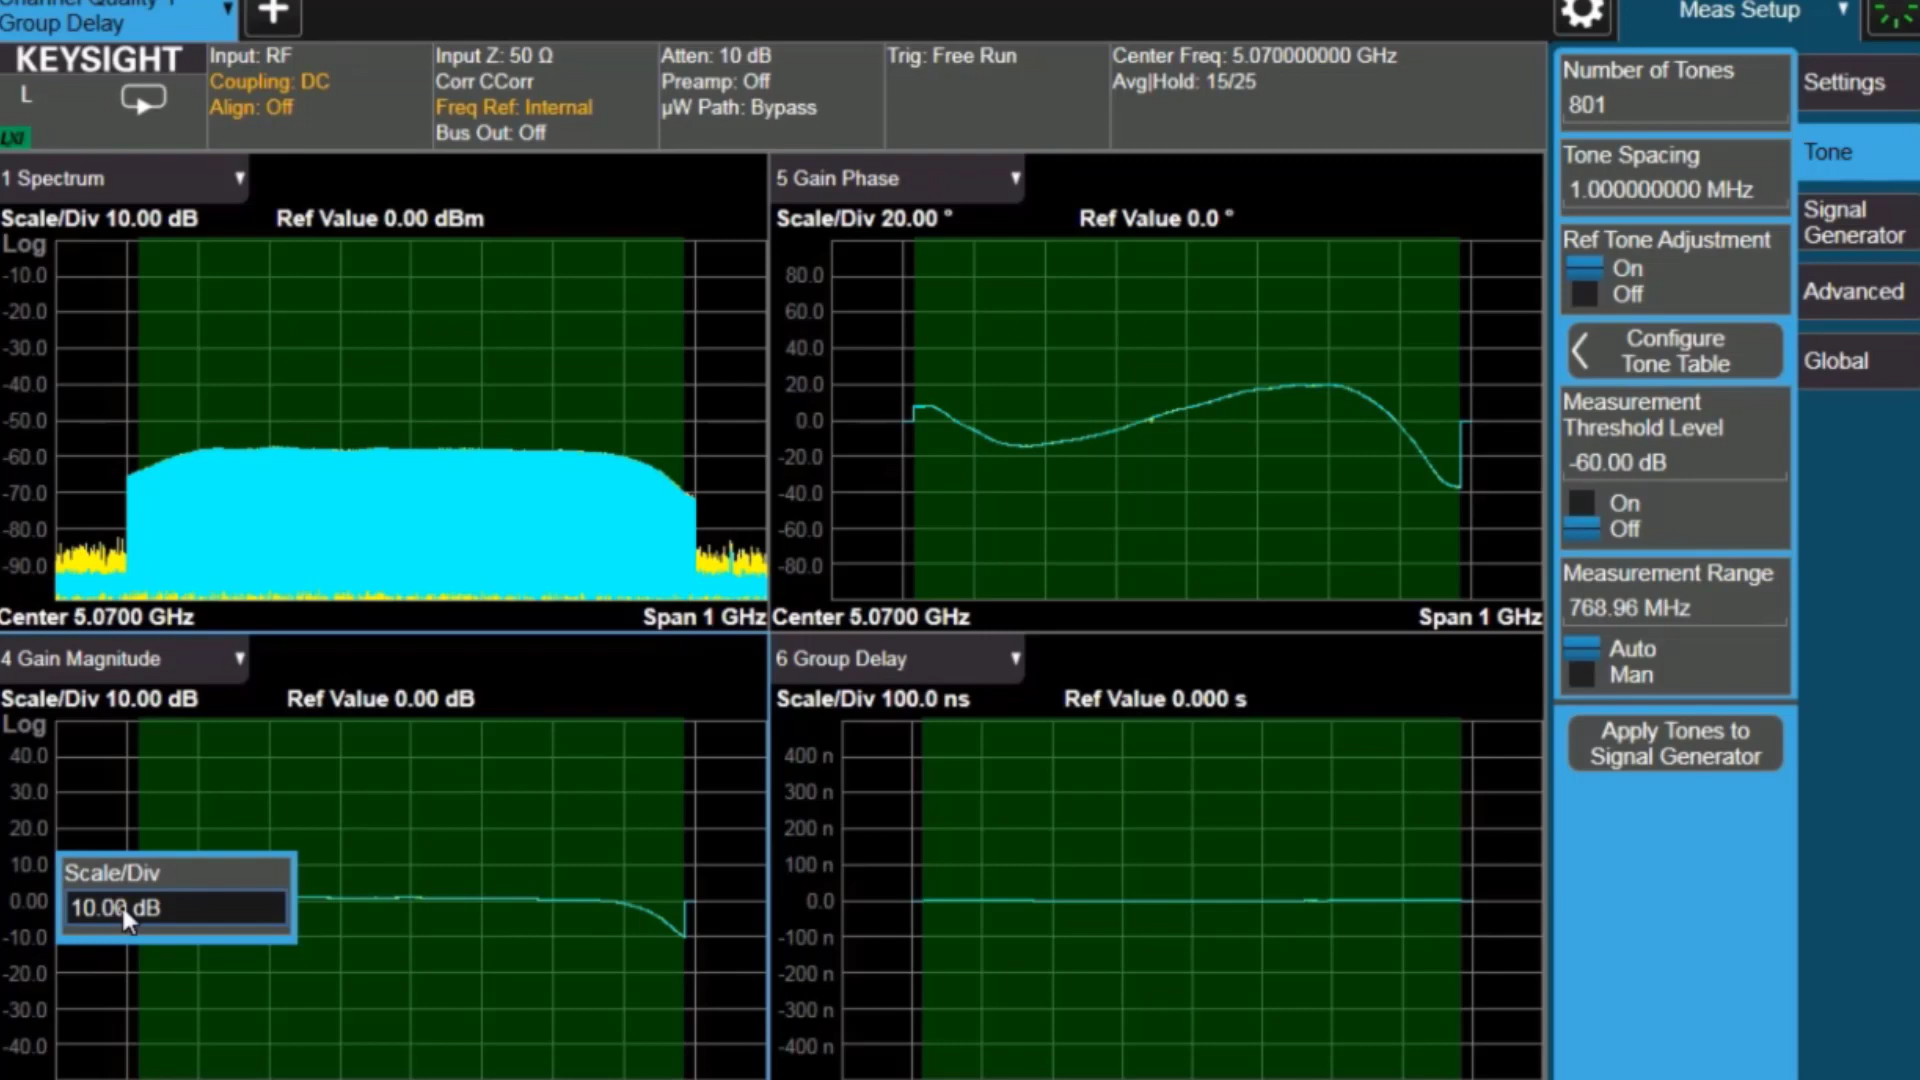 Channel Quality 1
Group Delay
+
Meas Setup
KEYSIGHT
L
LXI
Input: RF
Coupling: DC
Align: Off
Input Z: 50 Ω
Corr CCorr
Freq Ref: Internal
Bus Out: Off
Atten: 10 dB
Preamp: Off
µW Path: Bypass
Trig: Free Run
Center Freq: 5.070000000 GHz
Avg|Hold: 15/25
1 Spectrum
Scale/Div 10.00 dB
Ref Value 0.00 dBm
Log
-10.0
-20.0
-30.0
-40.0
-50.0
-60.0
-70.0
-80.0
-90.0
Center 5.0700 GHz
Span 1 GHz
5 Gain Phase
Scale/Div 20.00 °
Ref Value 0.0 °
80.0
60.0
40.0
20.0
0.0
-20.0
-40.0
-60.0
-80.0
Center 5.0700 GHz
Span 1 GHz
4 Gain Magnitude
Scale/Div 10.00 dB
Ref Value 0.00 dB
Log
40.0
30.0
20.0
10.0
0.00
-10.0
-20.0
-30.0
-40.0
Scale/Div
10.00 dB
6 Group Delay
Scale/Div 100.0 ns
Ref Value 0.000 s
400 n
300 n
200 n
100 n
0.0
-100 n
-200 n
-300 n
-400 n
Number of Tones
801
Tone Spacing
1.000000000 MHz
Ref Tone Adjustment
On
Off
Configure
Tone Table
Measurement
Threshold Level
-60.00 dB
On
Off
Measurement Range
768.96 MHz
Auto
Man
Apply Tones to
Signal Generator
Settings
Tone
Signal
Generator
Advanced
Global